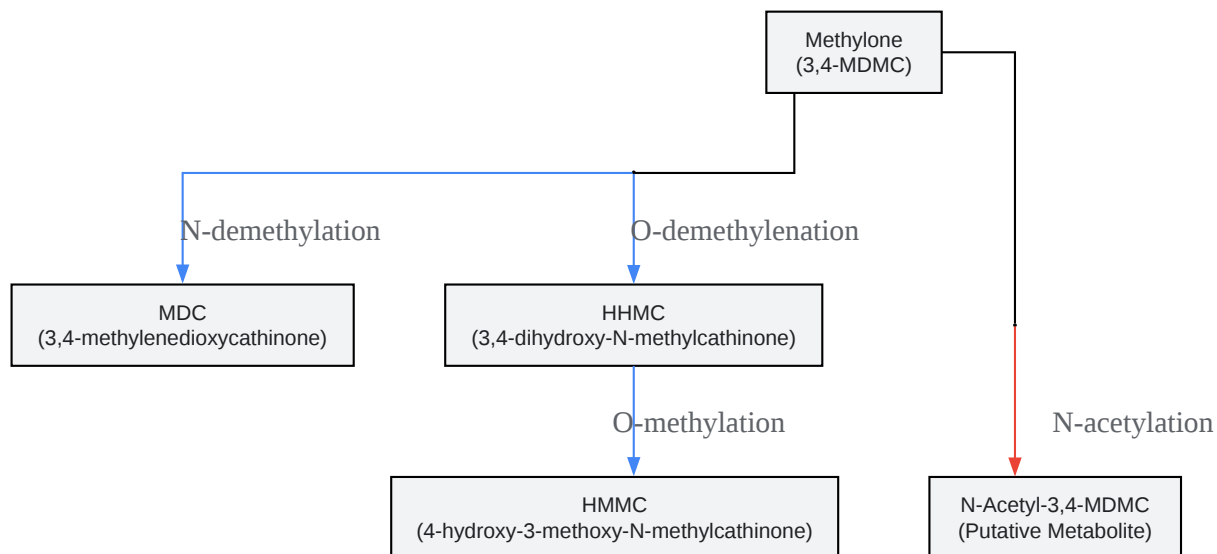 Methylone
(3,4-MDMC)
N-demethylation
O-demethylenation
MDC
(3,4-methylenedioxycathinone)
HHMC
(3,4-dihydroxy-N-methylcathinone)
O-methylation
N-acetylation
HMMC
(4-hydroxy-3-methoxy-N-methylcathinone)
N-Acetyl-3,4-MDMC
(Putative Metabolite)